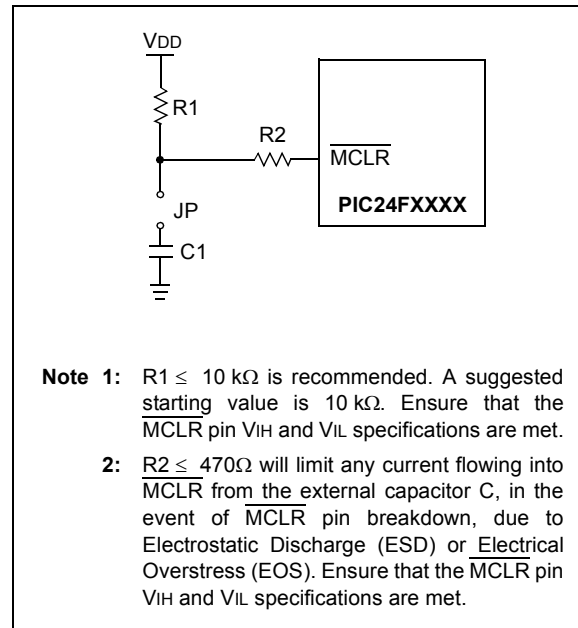 VDD
R1
R2
MCLR
PIC24FXXXX
JP
C1
Note 1: R1 ≤ 10 kΩ is recommended. A suggested
starting value is 10 kΩ. Ensure that the
MCLR pin VIH and VIL specifications are met.
2: R2 ≤ 470Ω will limit any current flowing into
MCLR from the external capacitor C, in the
event of MCLR pin breakdown, due to
Electrostatic Discharge (ESD) or Electrical
Overstress (EOS). Ensure that the MCLR pin
VIH and VIL specifications are met.